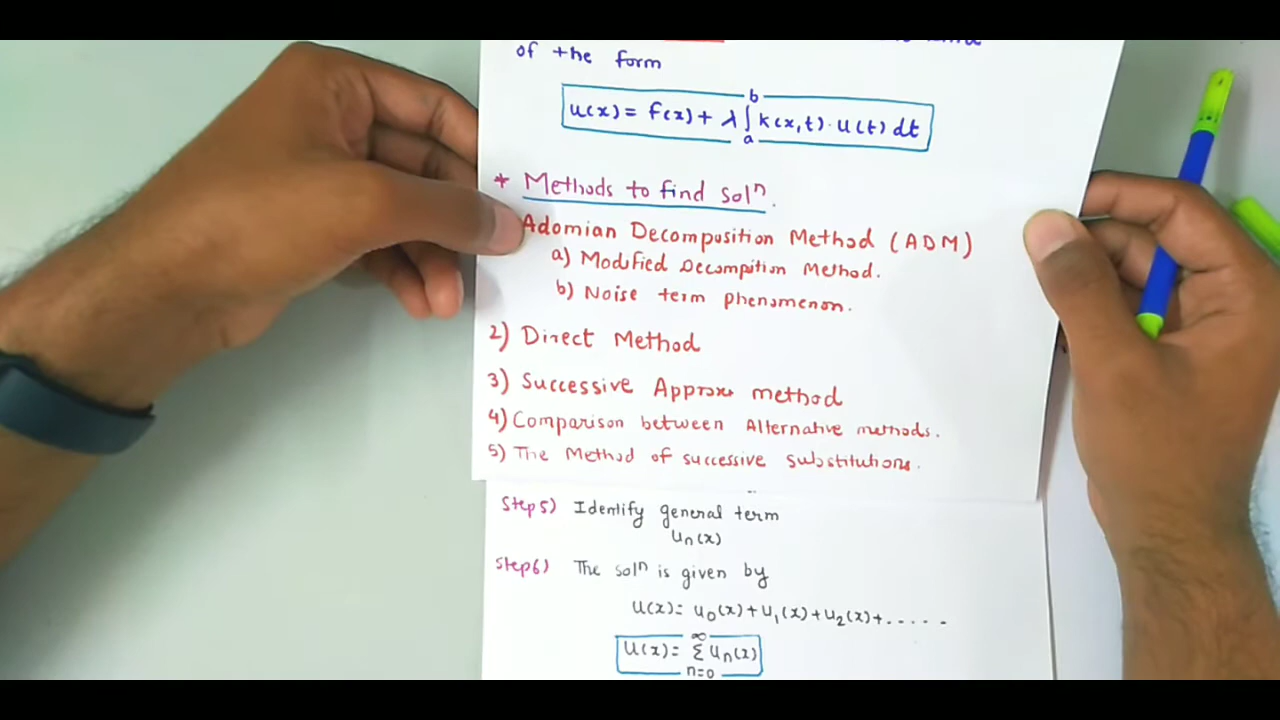 of the form
u(x) = f(x) + λ ∫ₐᵇ k(x,t)·u(t) dt
* Methods to find solⁿ.
Adomian Decomposition Method (ADM)
a) Modified Decompition Method.
b) Noise term phenomenon.
2) Direct Method
3) Successive Approx method
4) Comparison between Alternative methods.
5) The Method of successive substitutions.
Step5) Identify general term
uₙ(x)
Step6) The solⁿ is given by
u(x) = u₀(x) + u₁(x) + u₂(x) + .....
u(x) = Σ uₙ(x)
∞
n=0